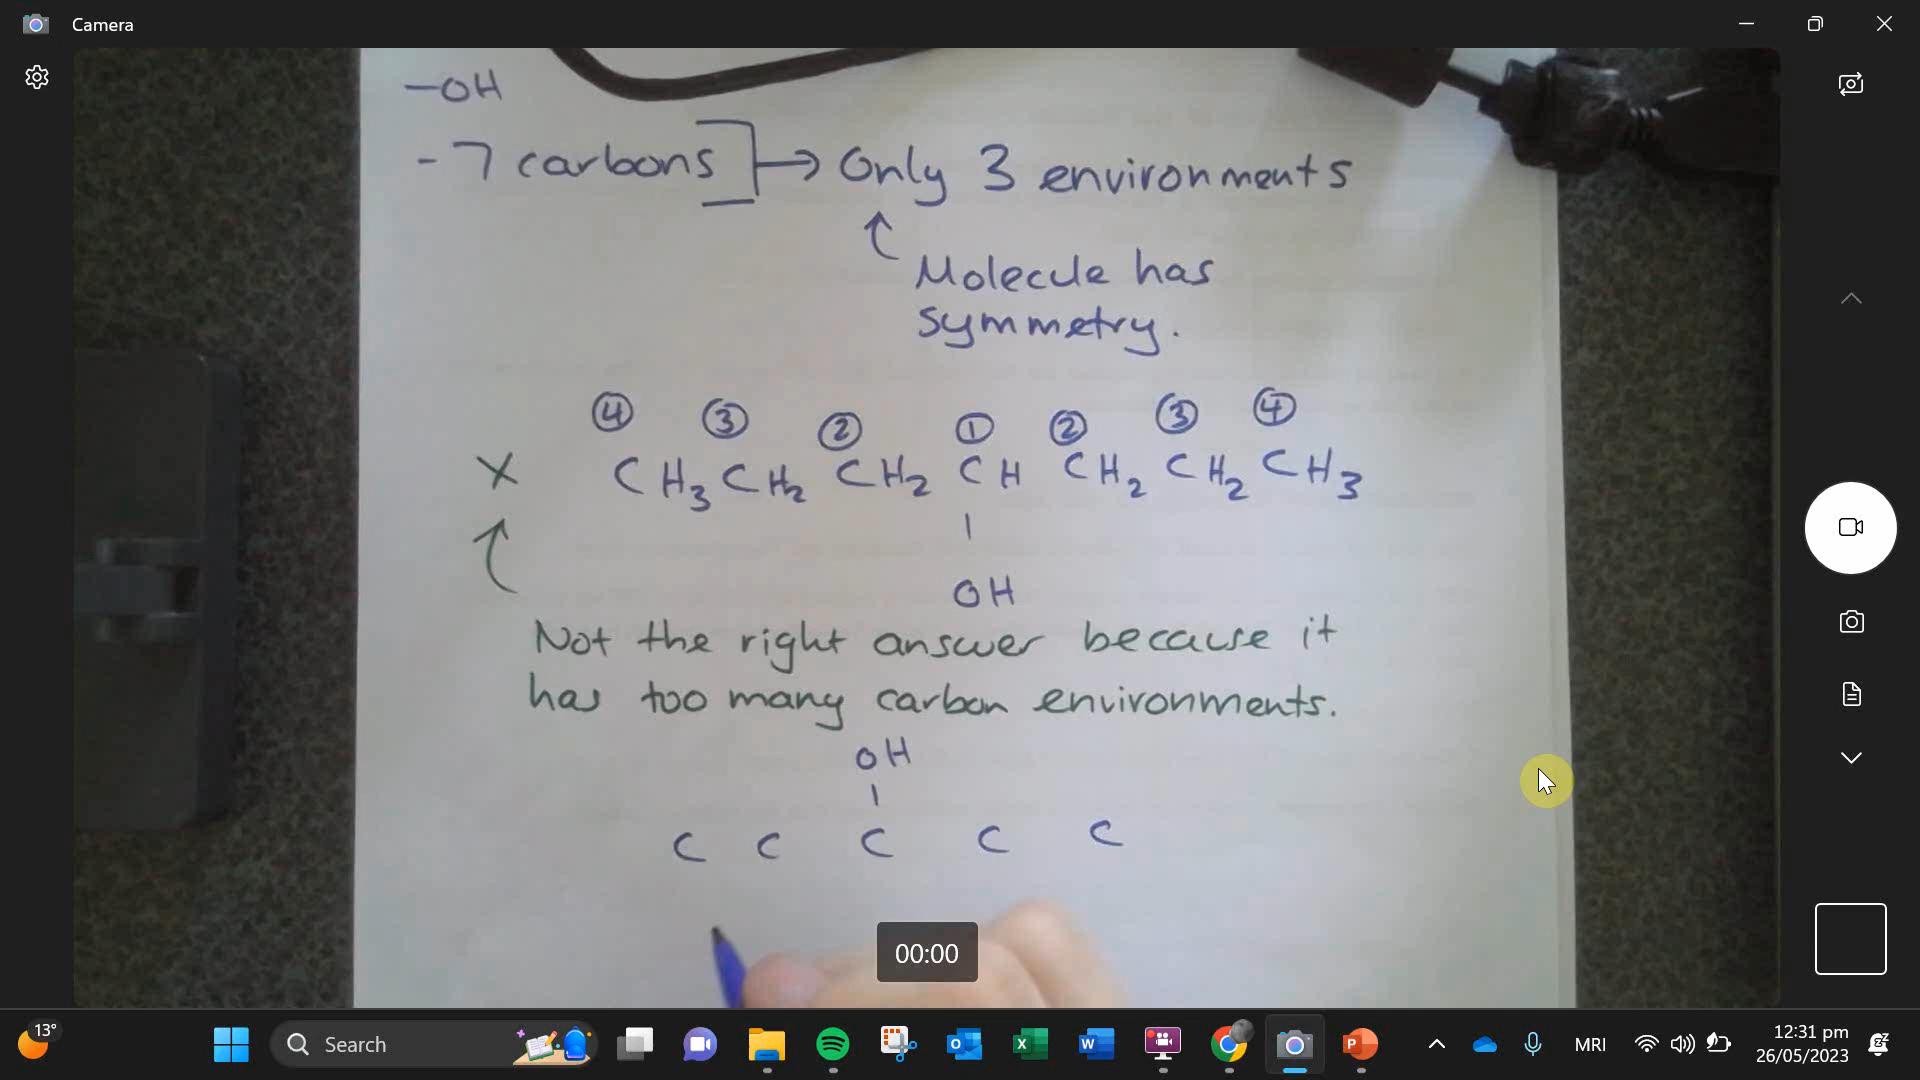 Camera
-OH
-7 carbons → Only 3 environments
Molecule has
symmetry.
④ ③ ② ① ② ③ ④
X CH3CH2 CH2 CH CH2 CH2 CH3
OH
Not the right answer because it
has too many carbon environments.
OH
C C C C C
00:00
13°
Search
MRI
12:31 pm
26/05/2023